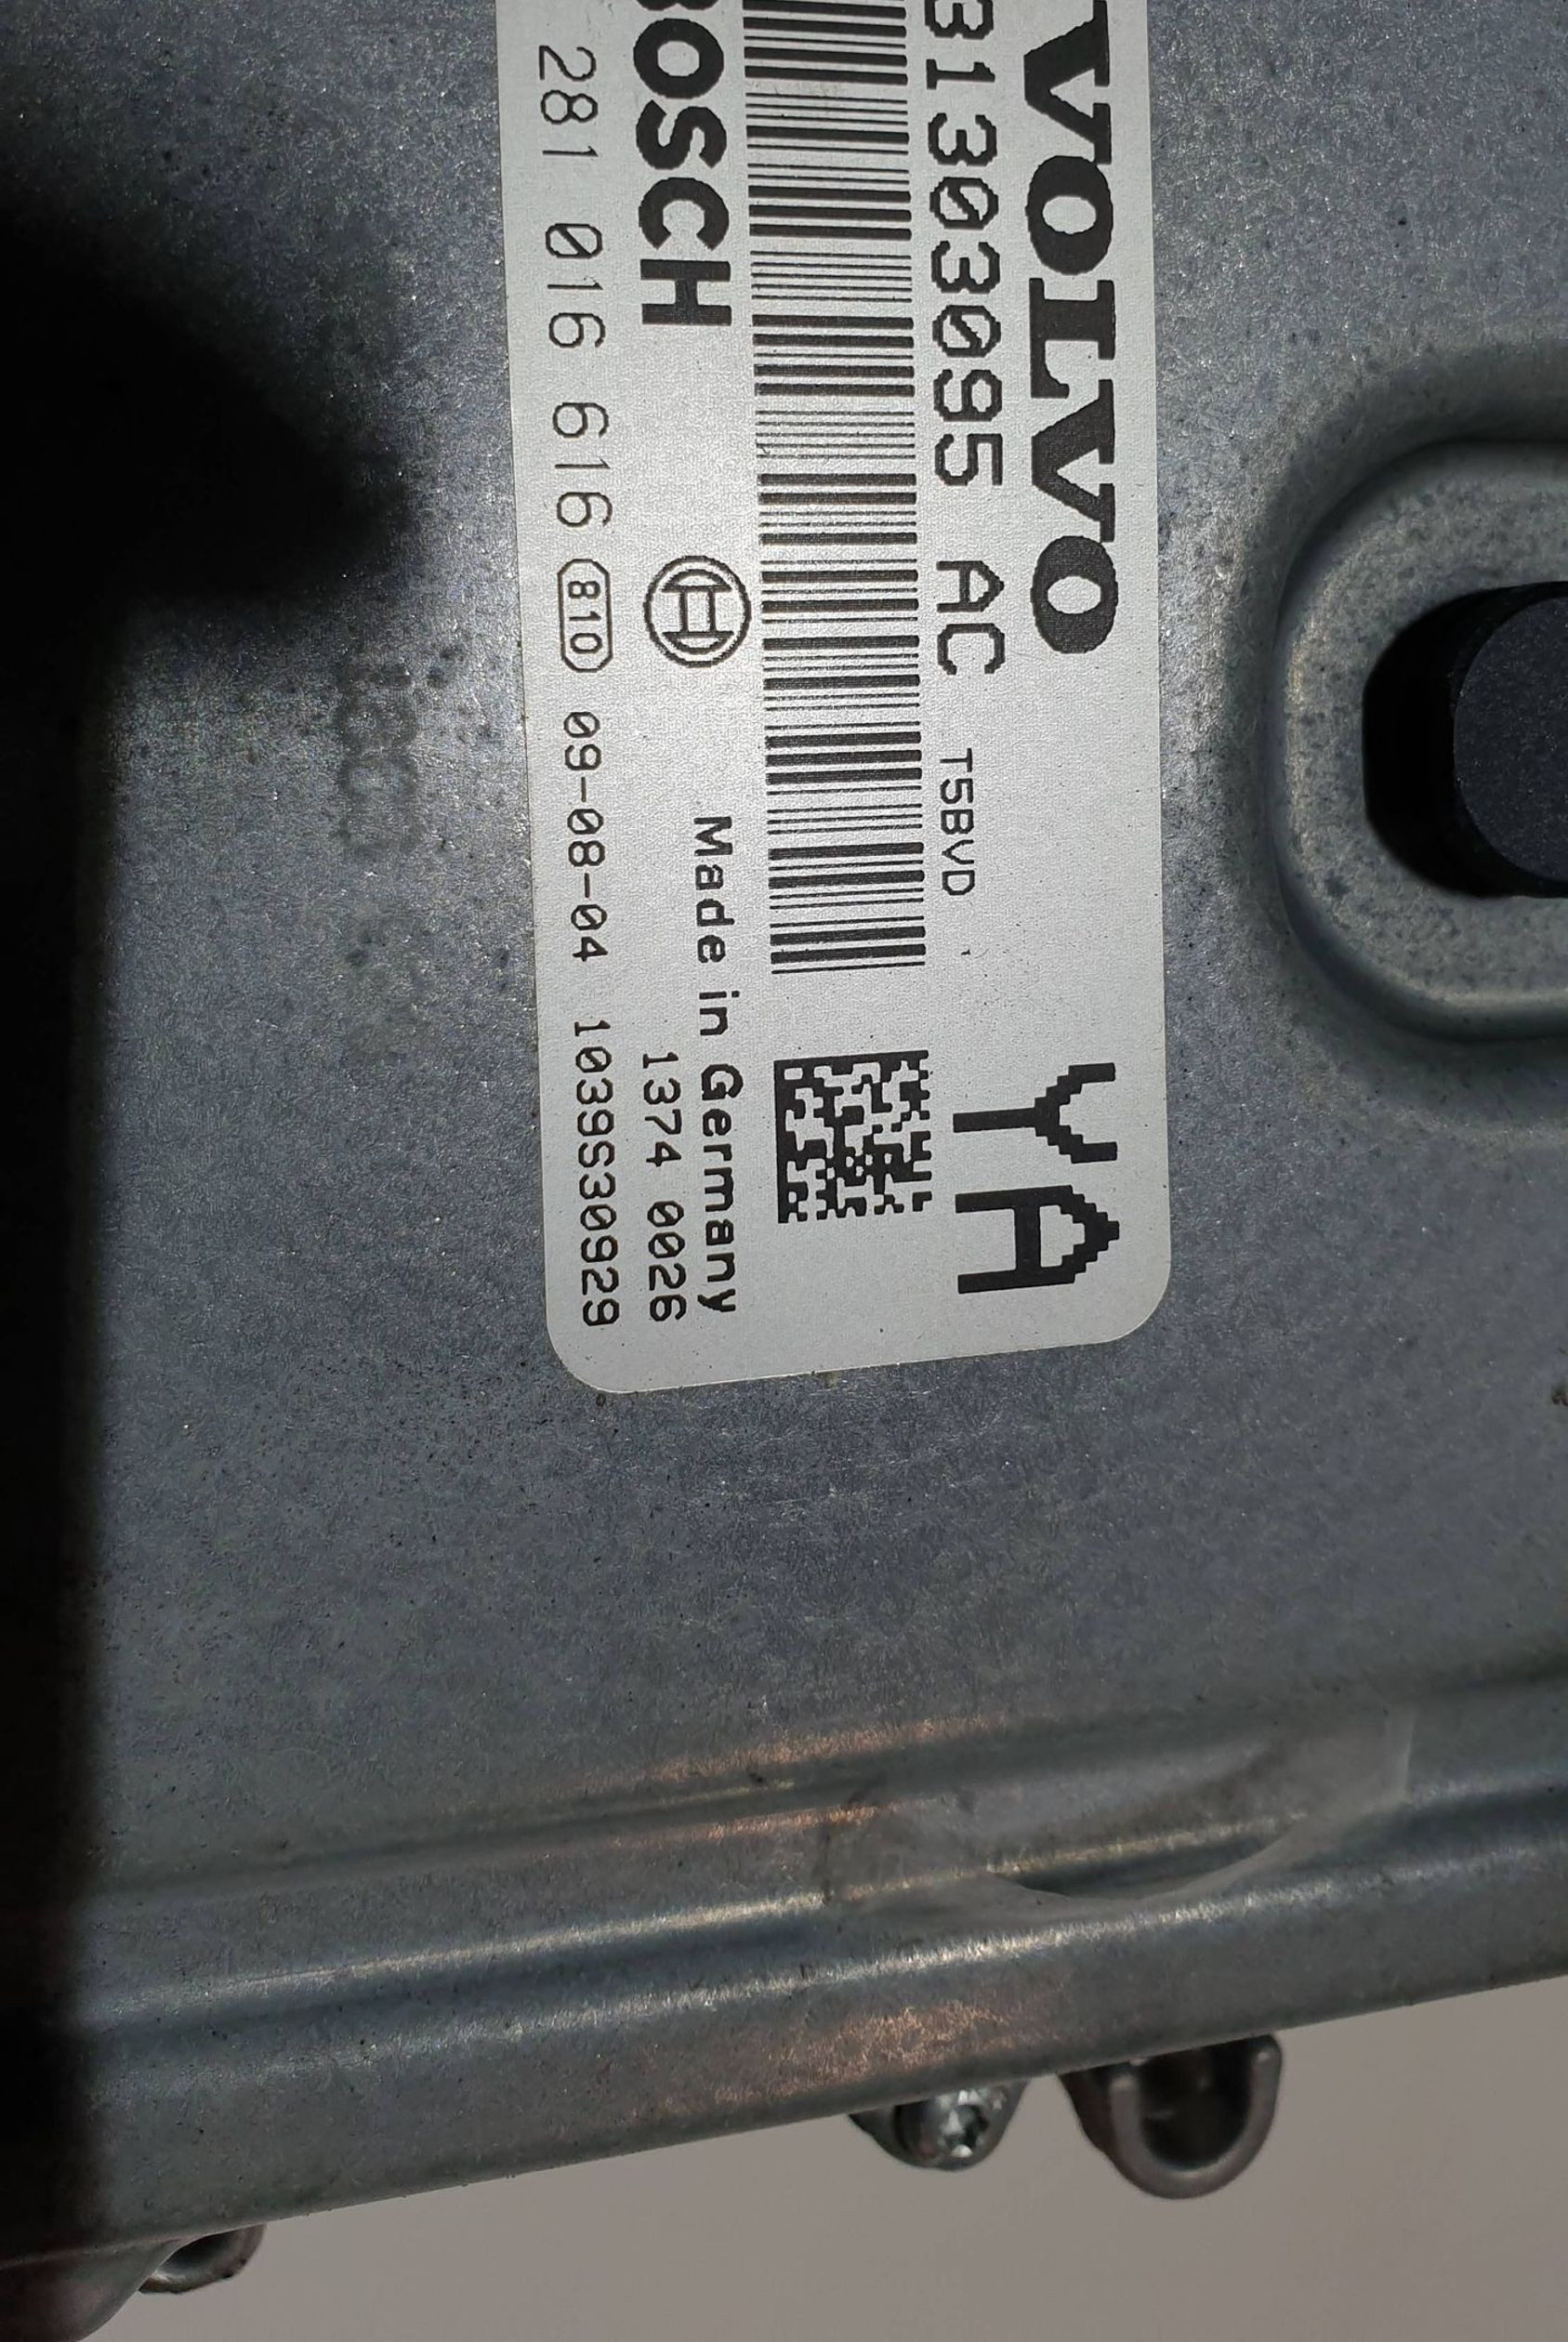 VOLVO YA
31303095 AC T5BVD
BOSCH Made in Germany
1374 0026
281 016 616 810 09-08-04 1039S30929